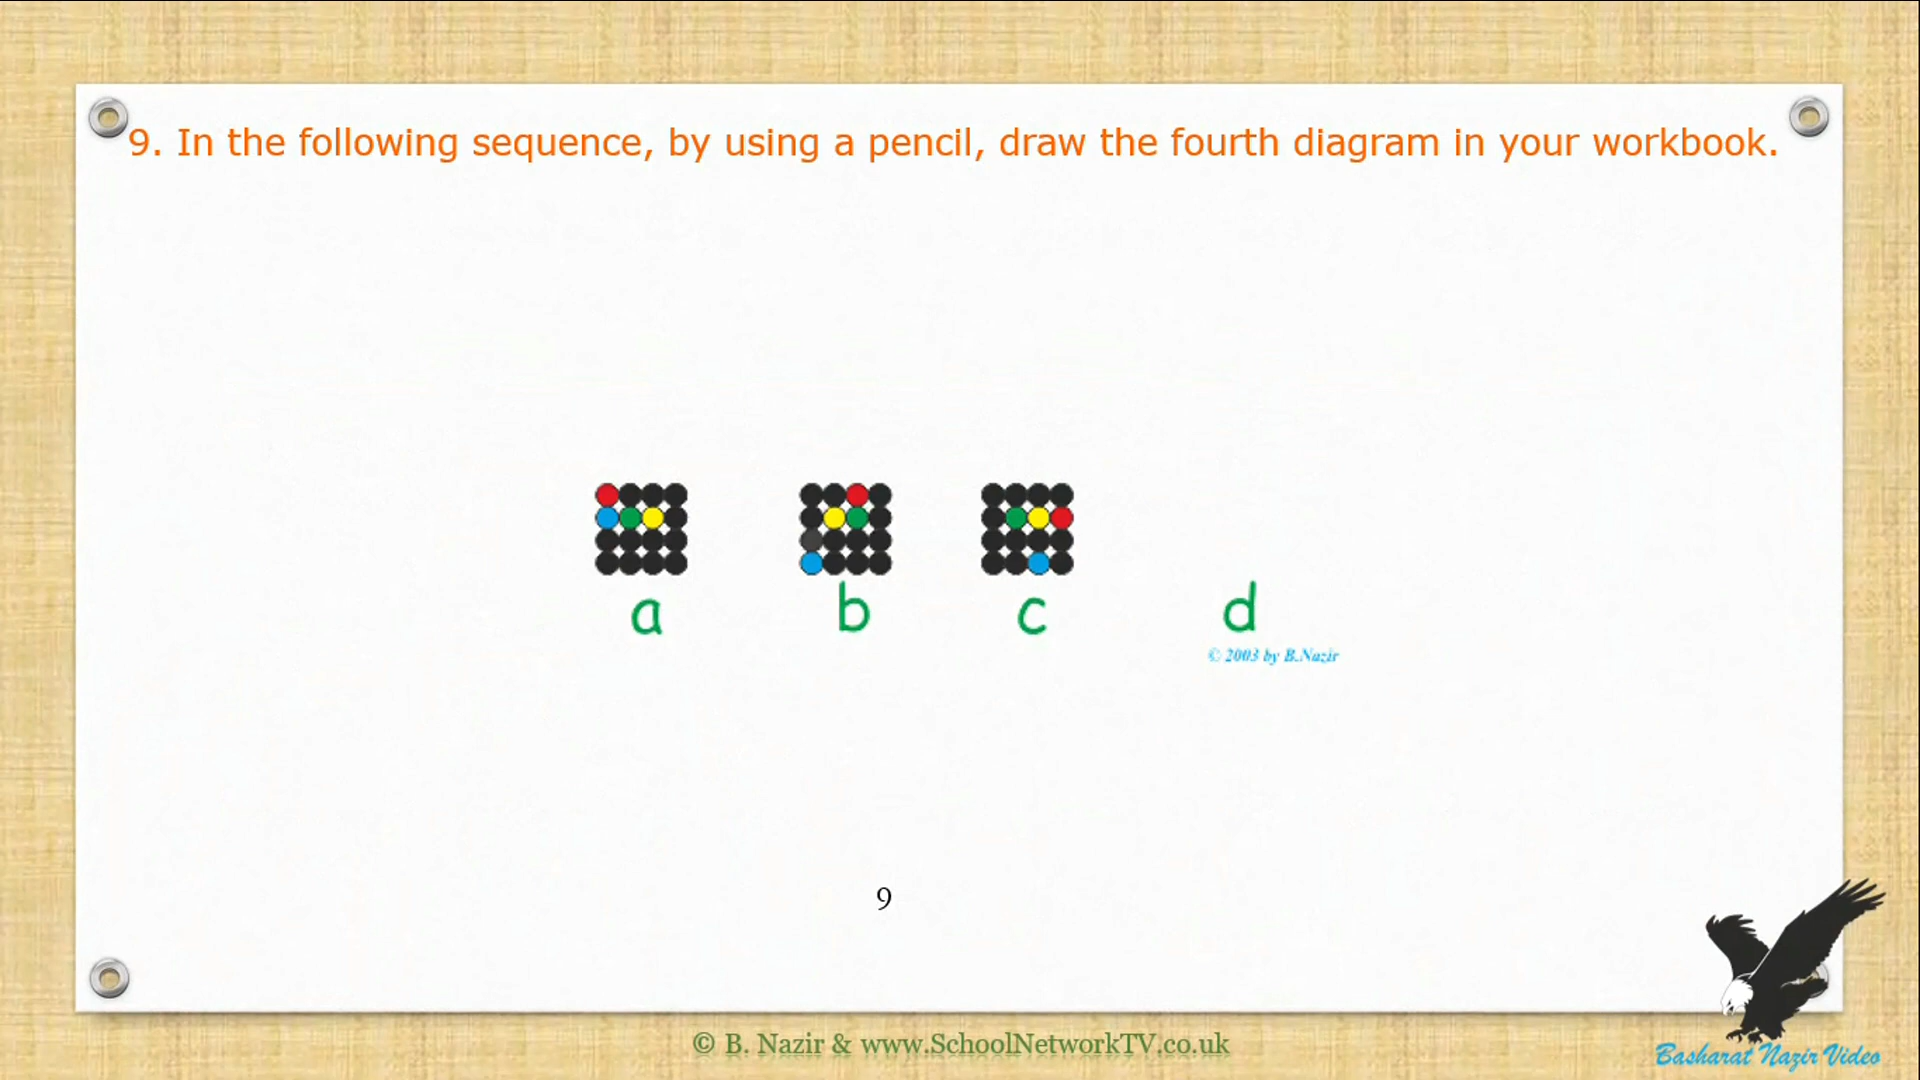 9. In the following sequence, by using a pencil, draw the fourth diagram in your workbook.
a b c d
© 2003 by B.Nazir
9
© B. Nazir & www.SchoolNetworkTV.co.uk
Basharat Nazir Video